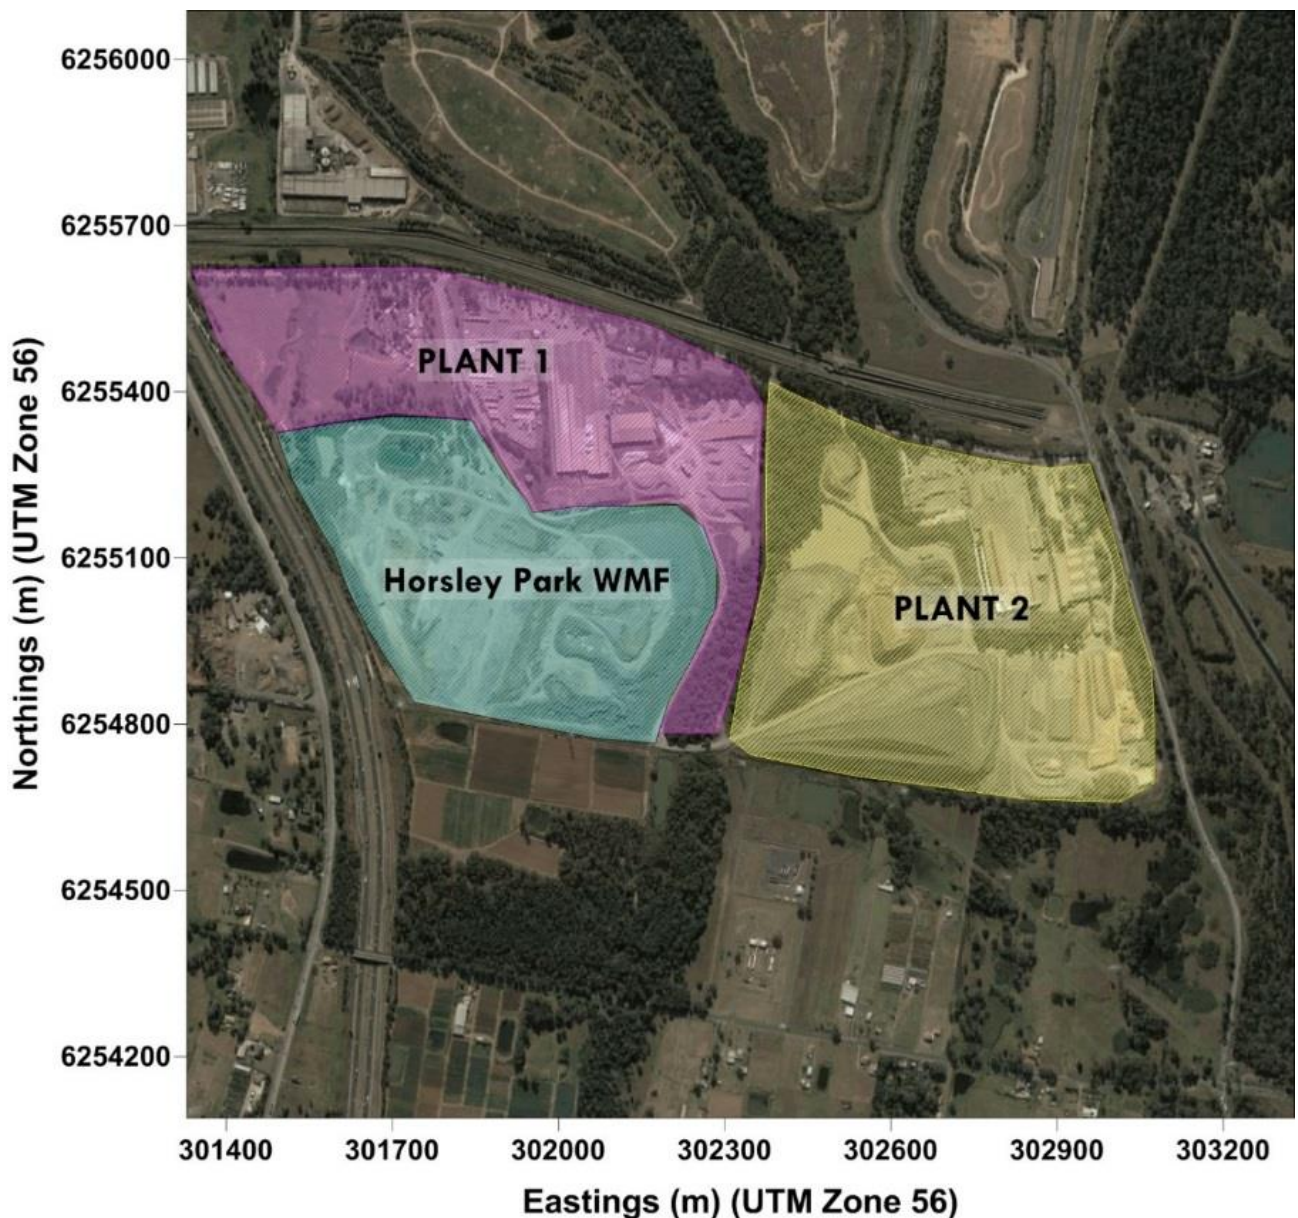 6256000
6255700
6255400
6255100
6254800
6254500
6254200
Northings (m) (UTM Zone 56)
PLANT 1
Horsley Park WMF
PLANT 2
301400 301700 302000 302300 302600 302900 303200
Eastings (m) (UTM Zone 56)